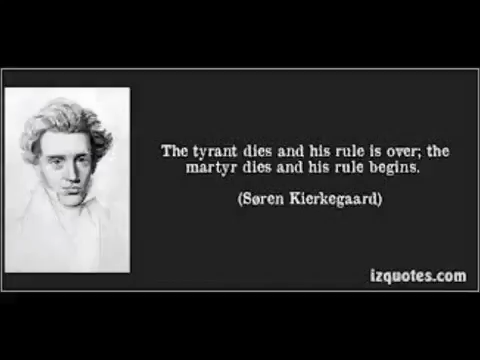 The tyrant dies and his rule is over; the
martyr dies and his rule begins.
(Søren Kierkegaard)
izquotes.com